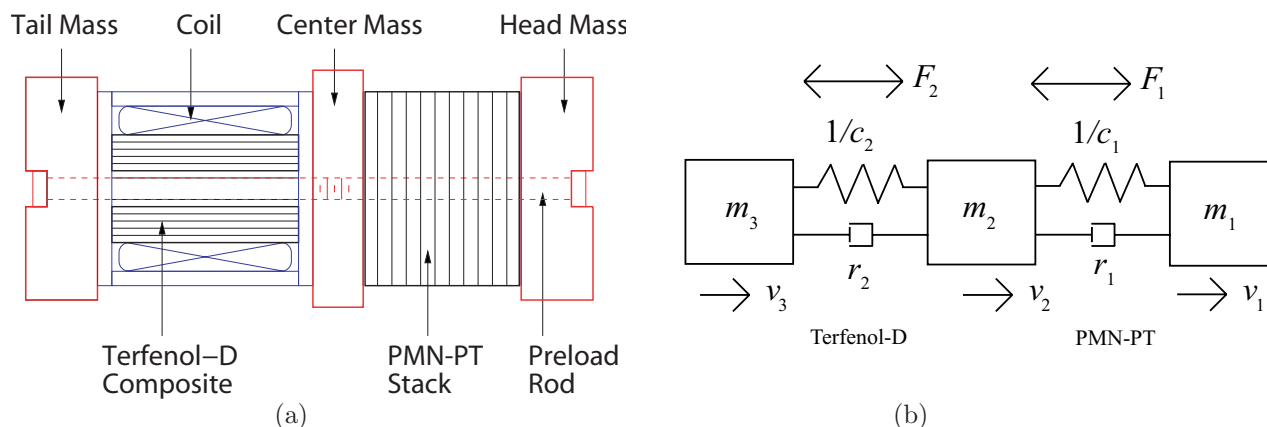 Tail Mass
Coil
Center Mass
Head Mass
Terfenol–D
Composite
PMN-PT
Stack
Preload
Rod
(a)
F₂
F₁
1/c₂
1/c₁
m₃
m₂
m₁
r₂
r₁
v₃
v₂
v₁
Terfenol-D
PMN-PT
(b)